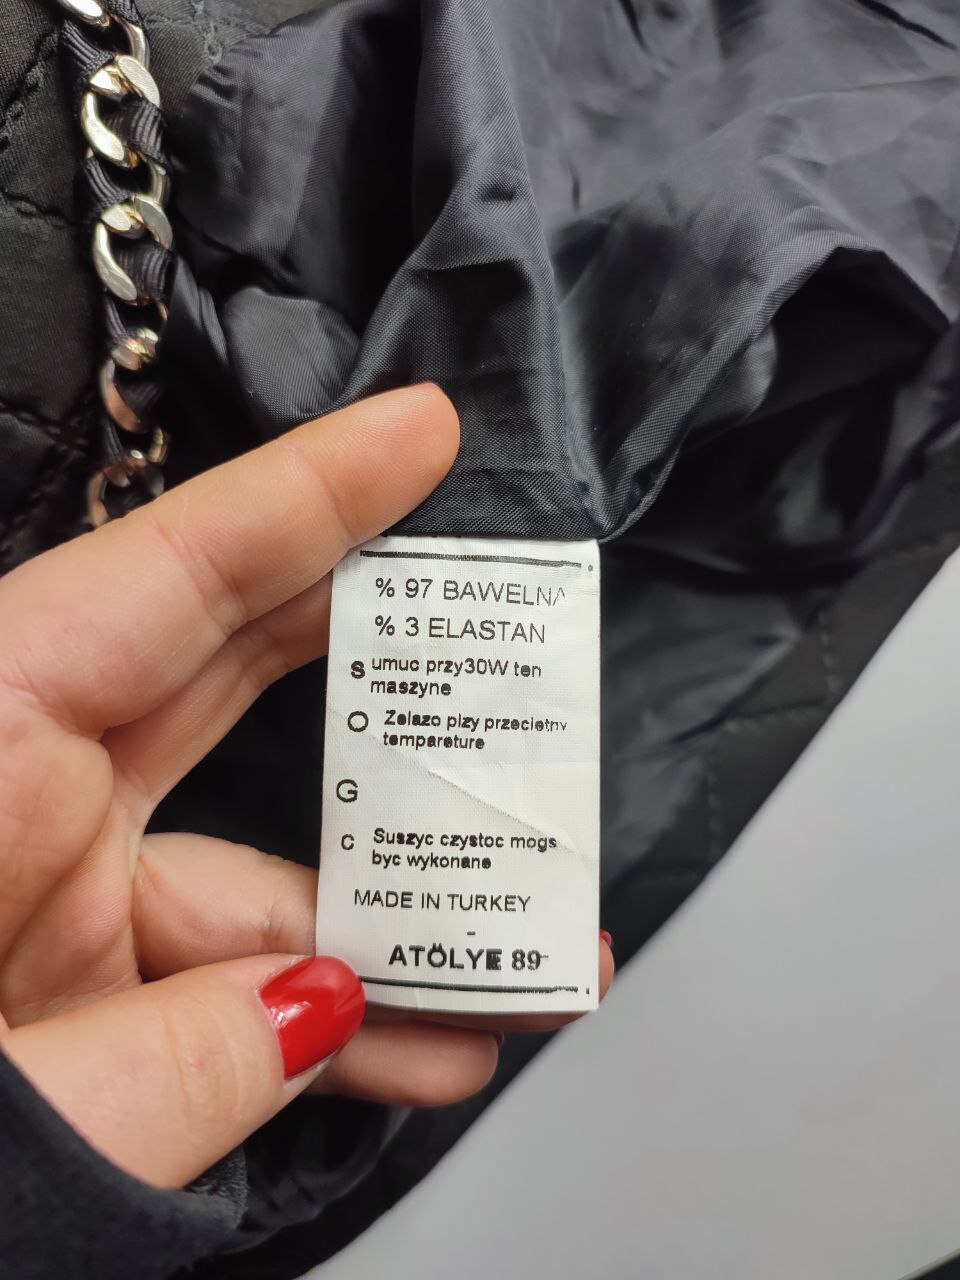 % 97 BAWELNA
% 3 ELASTAN
S umuc przy30W ten
maszyne
O Zelazo plzy przecietny
tempareture
G
C Suszyc czystoc mogs
byc wykonane
MADE IN TURKEY
-
ATÖLYE 89